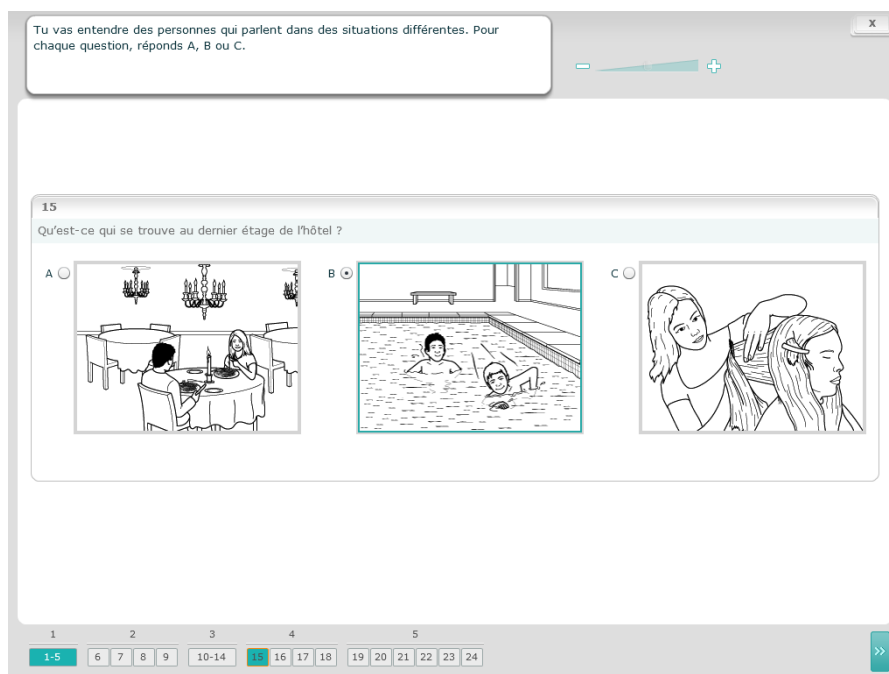 Tu vas entendre des personnes qui parlent dans des situations différentes. Pour
chaque question, réponds A, B ou C.
X
15
Qu'est-ce qui se trouve au dernier étage de l'hôtel ?
A
B
C
1 2 3 4 5
1-5 6 7 8 9 10-14 15 16 17 18 19 20 21 22 23 24